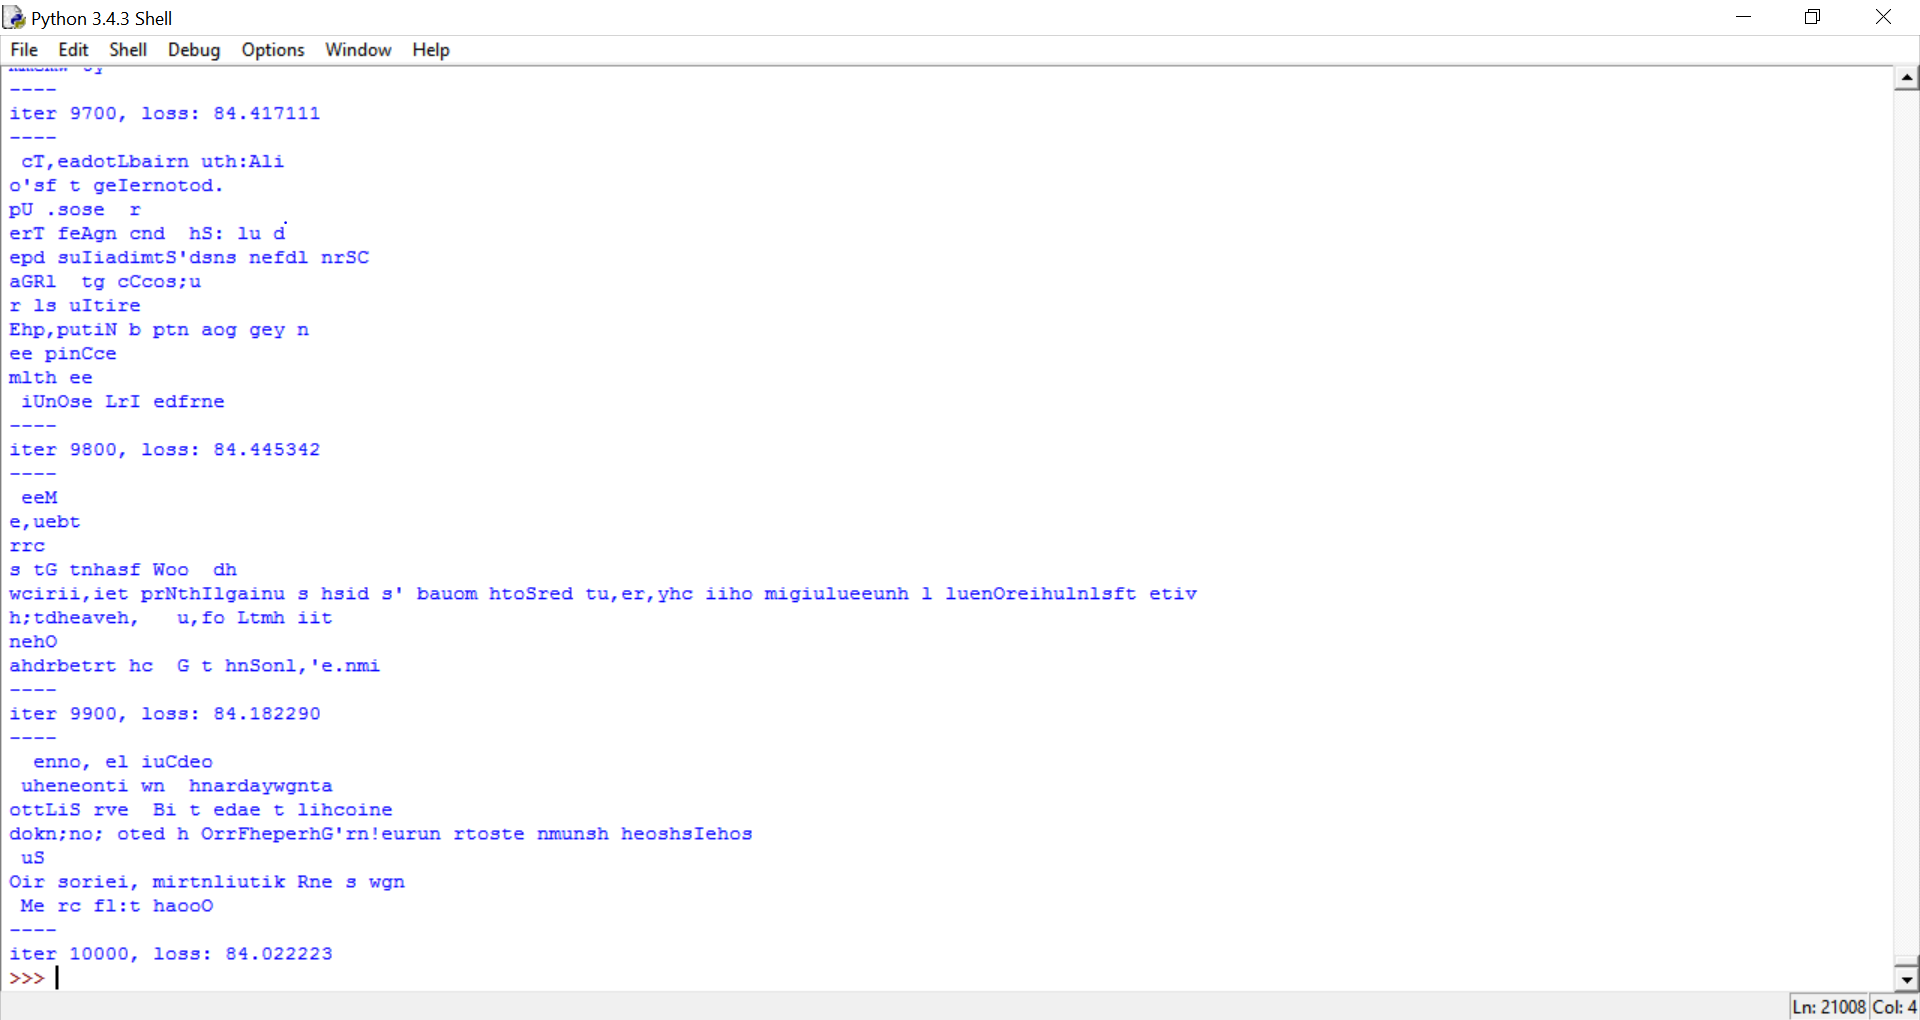 Python 3.4.3 Shell
File Edit Shell Debug Options Window Help
----
iter 9700, loss: 84.417111
----
 cT,eadotLbairn uth:Ali
o'sf t geIernotod.
pU .sose  r
erT feAgn cnd  hS: lu d
epd suIiadimtS'dsns nefdl nrSC
aGRl  tg cCcos;u
r ls uItire
Ehp,putiN b ptn aog gey n
ee pinCce
mlth ee
 iUnOse LrI edfrne
----
iter 9800, loss: 84.445342
----
 eeM
e,uebt
rrc
s tG tnhasf Woo  dh
wcirii,iet prNthIlgainu s hsid s' bauom htoSred tu,er,yhc iiho migiulueeunh l luenOreihulnlsft etiv
h;tdheaveh,   u,fo Ltmh iit
nehO
ahdrbetrt hc  G t hnSonl,'e.nmi
----
iter 9900, loss: 84.182290
----
  enno, el iuCdeo
 uheneonti wn  hnardaywgnta
ottLiS rve  Bi t edae t lihcoine
dokn;no; oted h OrrFheperhG'rn!eurun rtoste nmunsh heoshsIehos
 uS
Oir soriei, mirtnliutik Rne s wgn
 Me rc fl:t haooO
----
iter 10000, loss: 84.022223
>>>
Ln: 21008 Col: 4